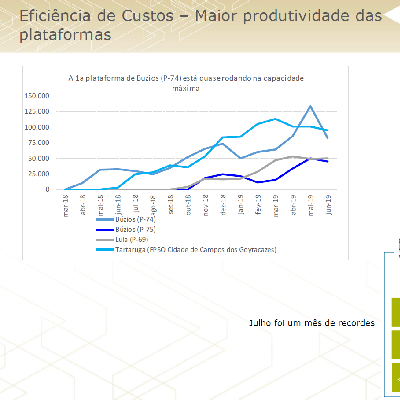 Eficiência de Custos – Maior produtividade das
plataformas
A 1a plataforma de Búzios (P-74) está quase rodando na capacidade
máxima
150.000
125.000
100.000
75.000
50.000
25.000
0
mar-18
abr-18
mai-18
jun-18
jul-18
ago-18
set-18
out-18
nov-18
dez-18
jan-19
fev-19
mar-19
abr-19
mai-19
jun-19
Búzios (P-74)
Búzios (P-75)
Lula (P-69)
Tartaruga (FPSO Cidade de Campos dos Goytacazes)
Julho foi um mês de recordes